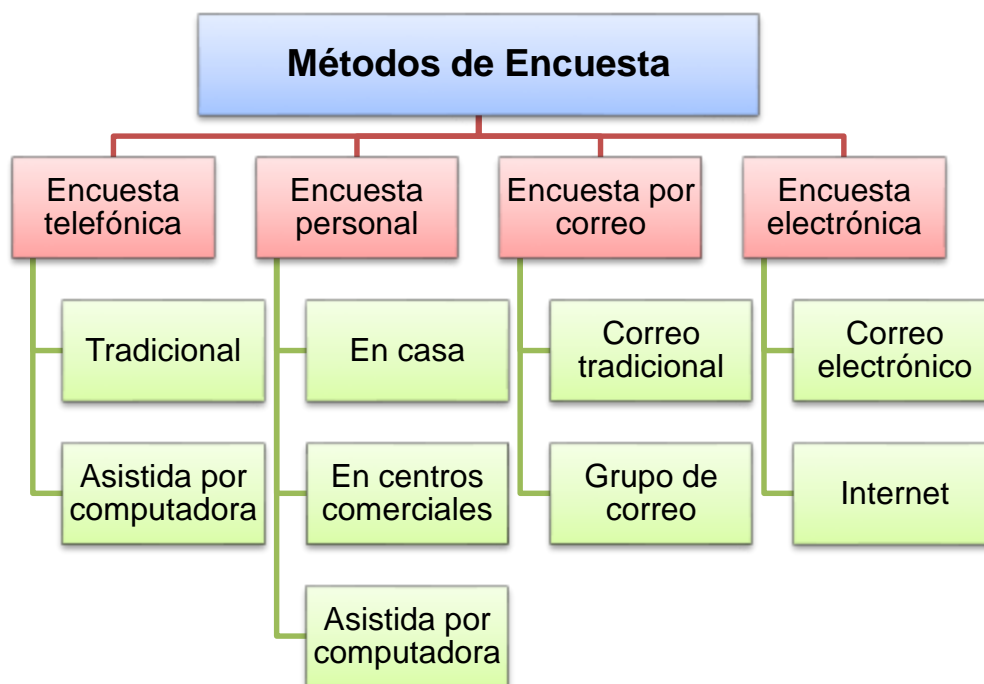 Métodos de Encuesta
Encuesta
telefónica
Tradicional
Asistida por
computadora
Encuesta
personal
En casa
En centros
comerciales
Asistida por
computadora
Encuesta por
correo
Correo
tradicional
Grupo de
correo
Encuesta
electrónica
Correo
electrónico
Internet